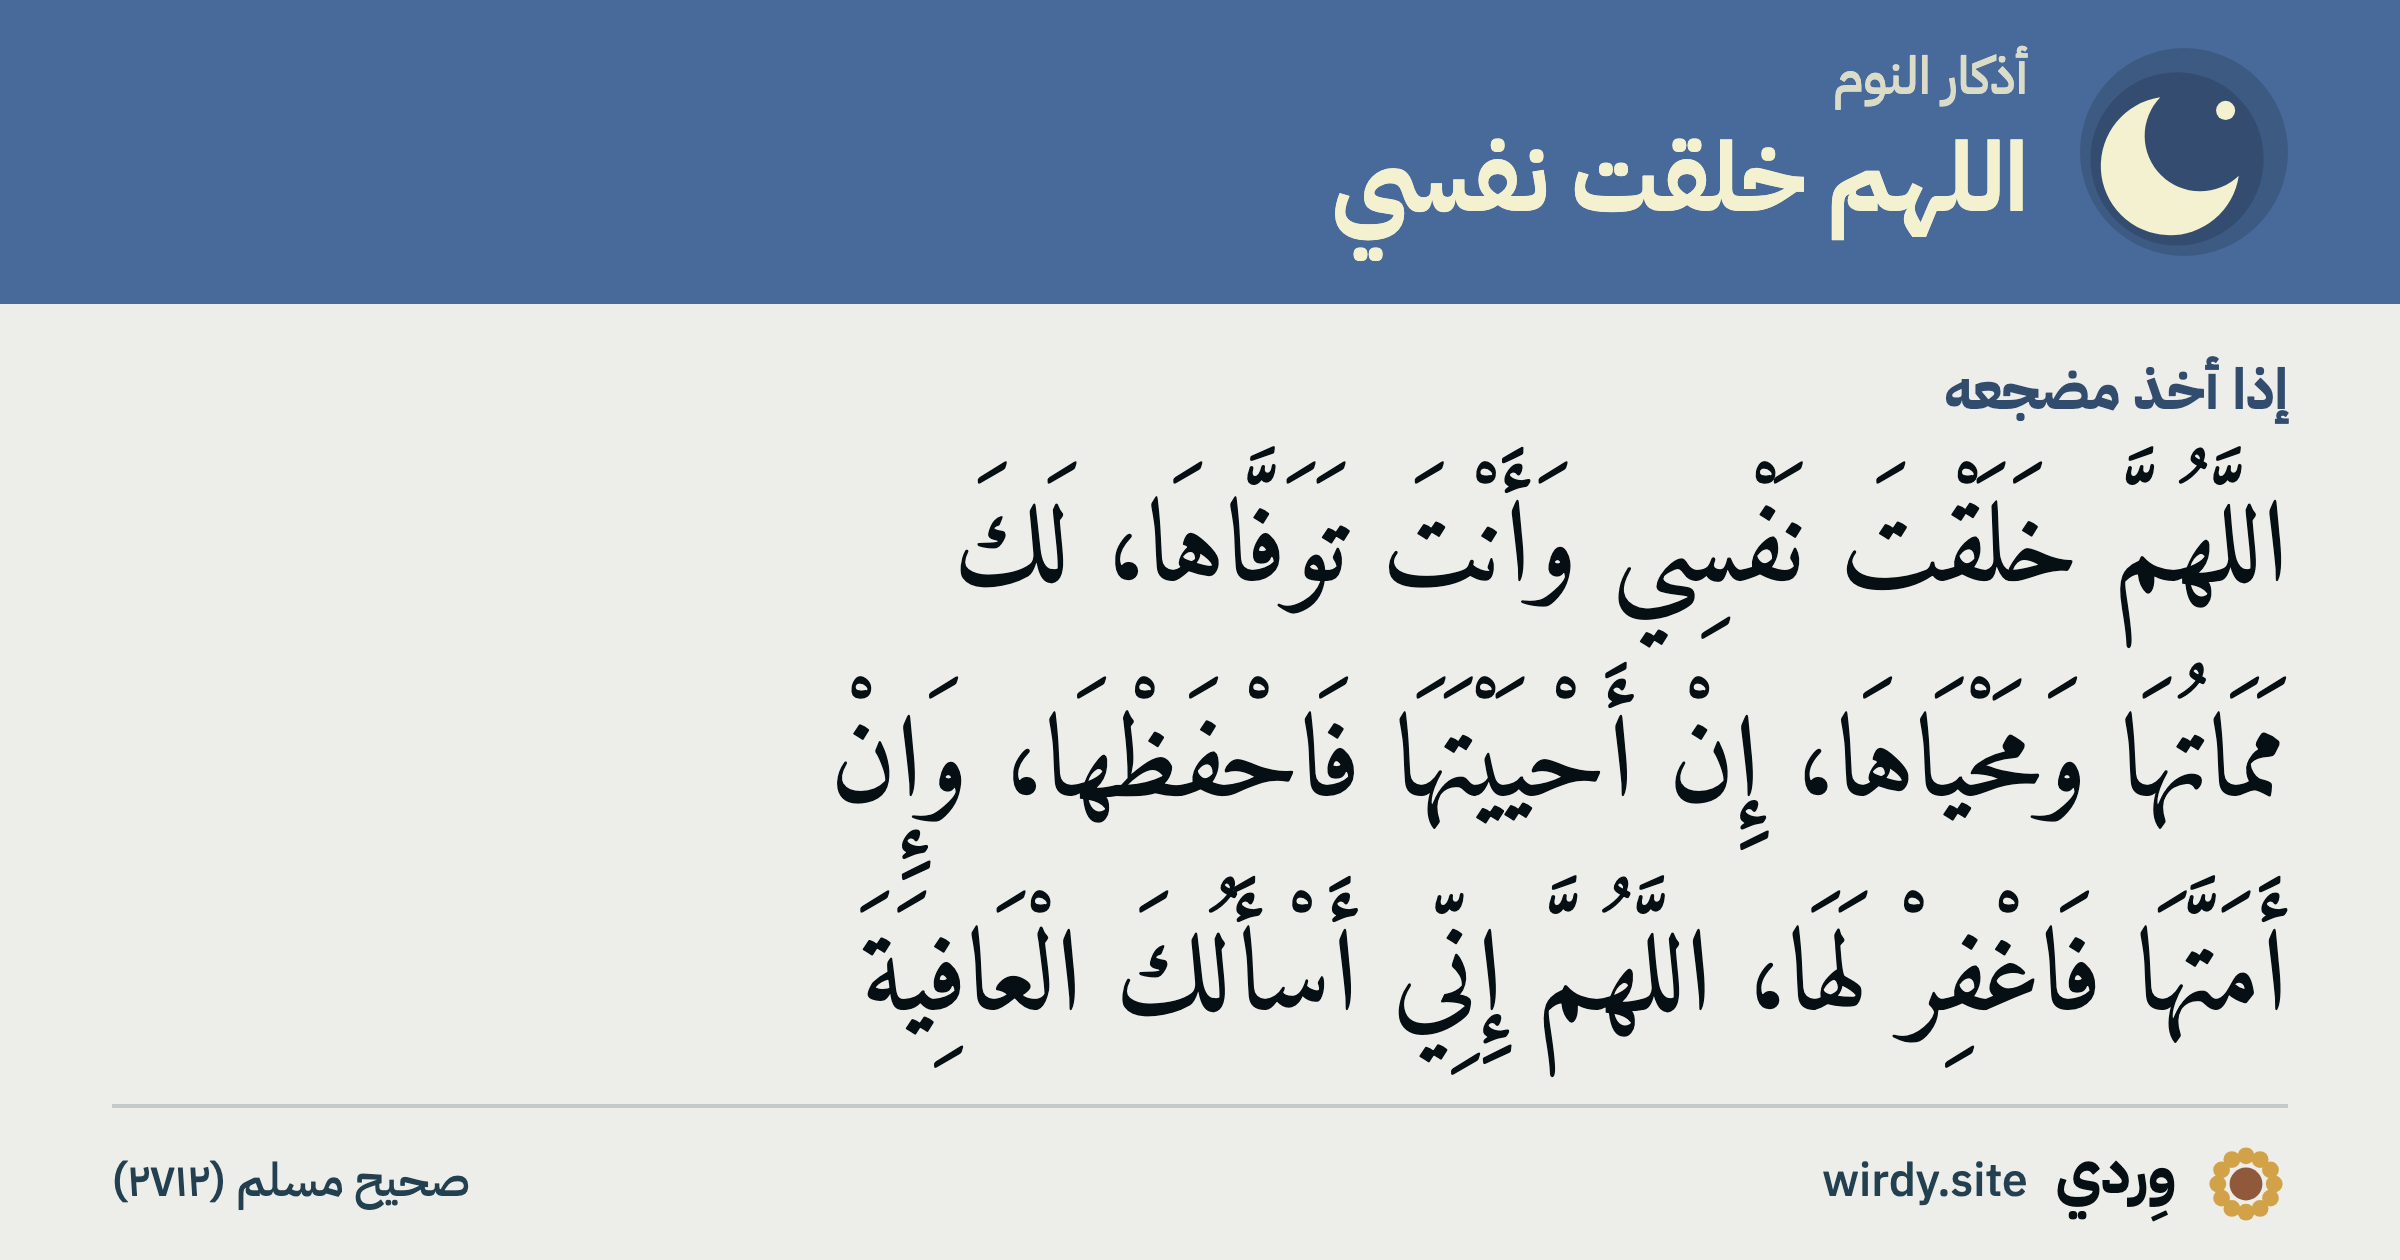 أذكار النوم
اللهم خلقت نفسي
إذا أخذ مضجعه
اللَّهُمَّ خَلَقْتَ نَفْسِي وَأَنْتَ تَوَفَّاهَا، لَكَ
مَمَاتُهَا وَمَحْيَاهَا، إِنْ أَحْيَيْتَهَا فَاحْفَظْهَا، وَإِنْ
أَمَتَّهَا فَاغْفِرْ لَهَا، اللَّهُمَّ إِنِّي أَسْأَلُكَ الْعَافِيَةَ
وِردي wirdy.site
صحيح مسلم (٢٧١٢)